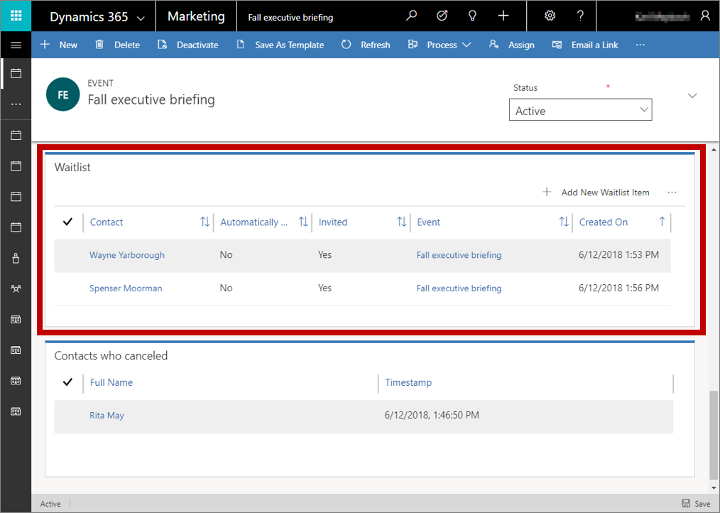 Dynamics 365 Marketing Fall executive briefing
New Delete Deactivate Save As Template Refresh Process Assign Email a Link ...
EVENT
FE
Fall executive briefing
Status *
Active
Waitlist
Add New Waitlist Item ...
Contact Automatically ... Invited Event Created On
Wayne Yarborough No Yes Fall executive briefing 6/12/2018 1:53 PM
Spenser Moorman No Yes Fall executive briefing 6/12/2018 1:56 PM
Contacts who canceled
Full Name Timestamp
Rita May 6/12/2018, 1:46:50 PM
Active Save